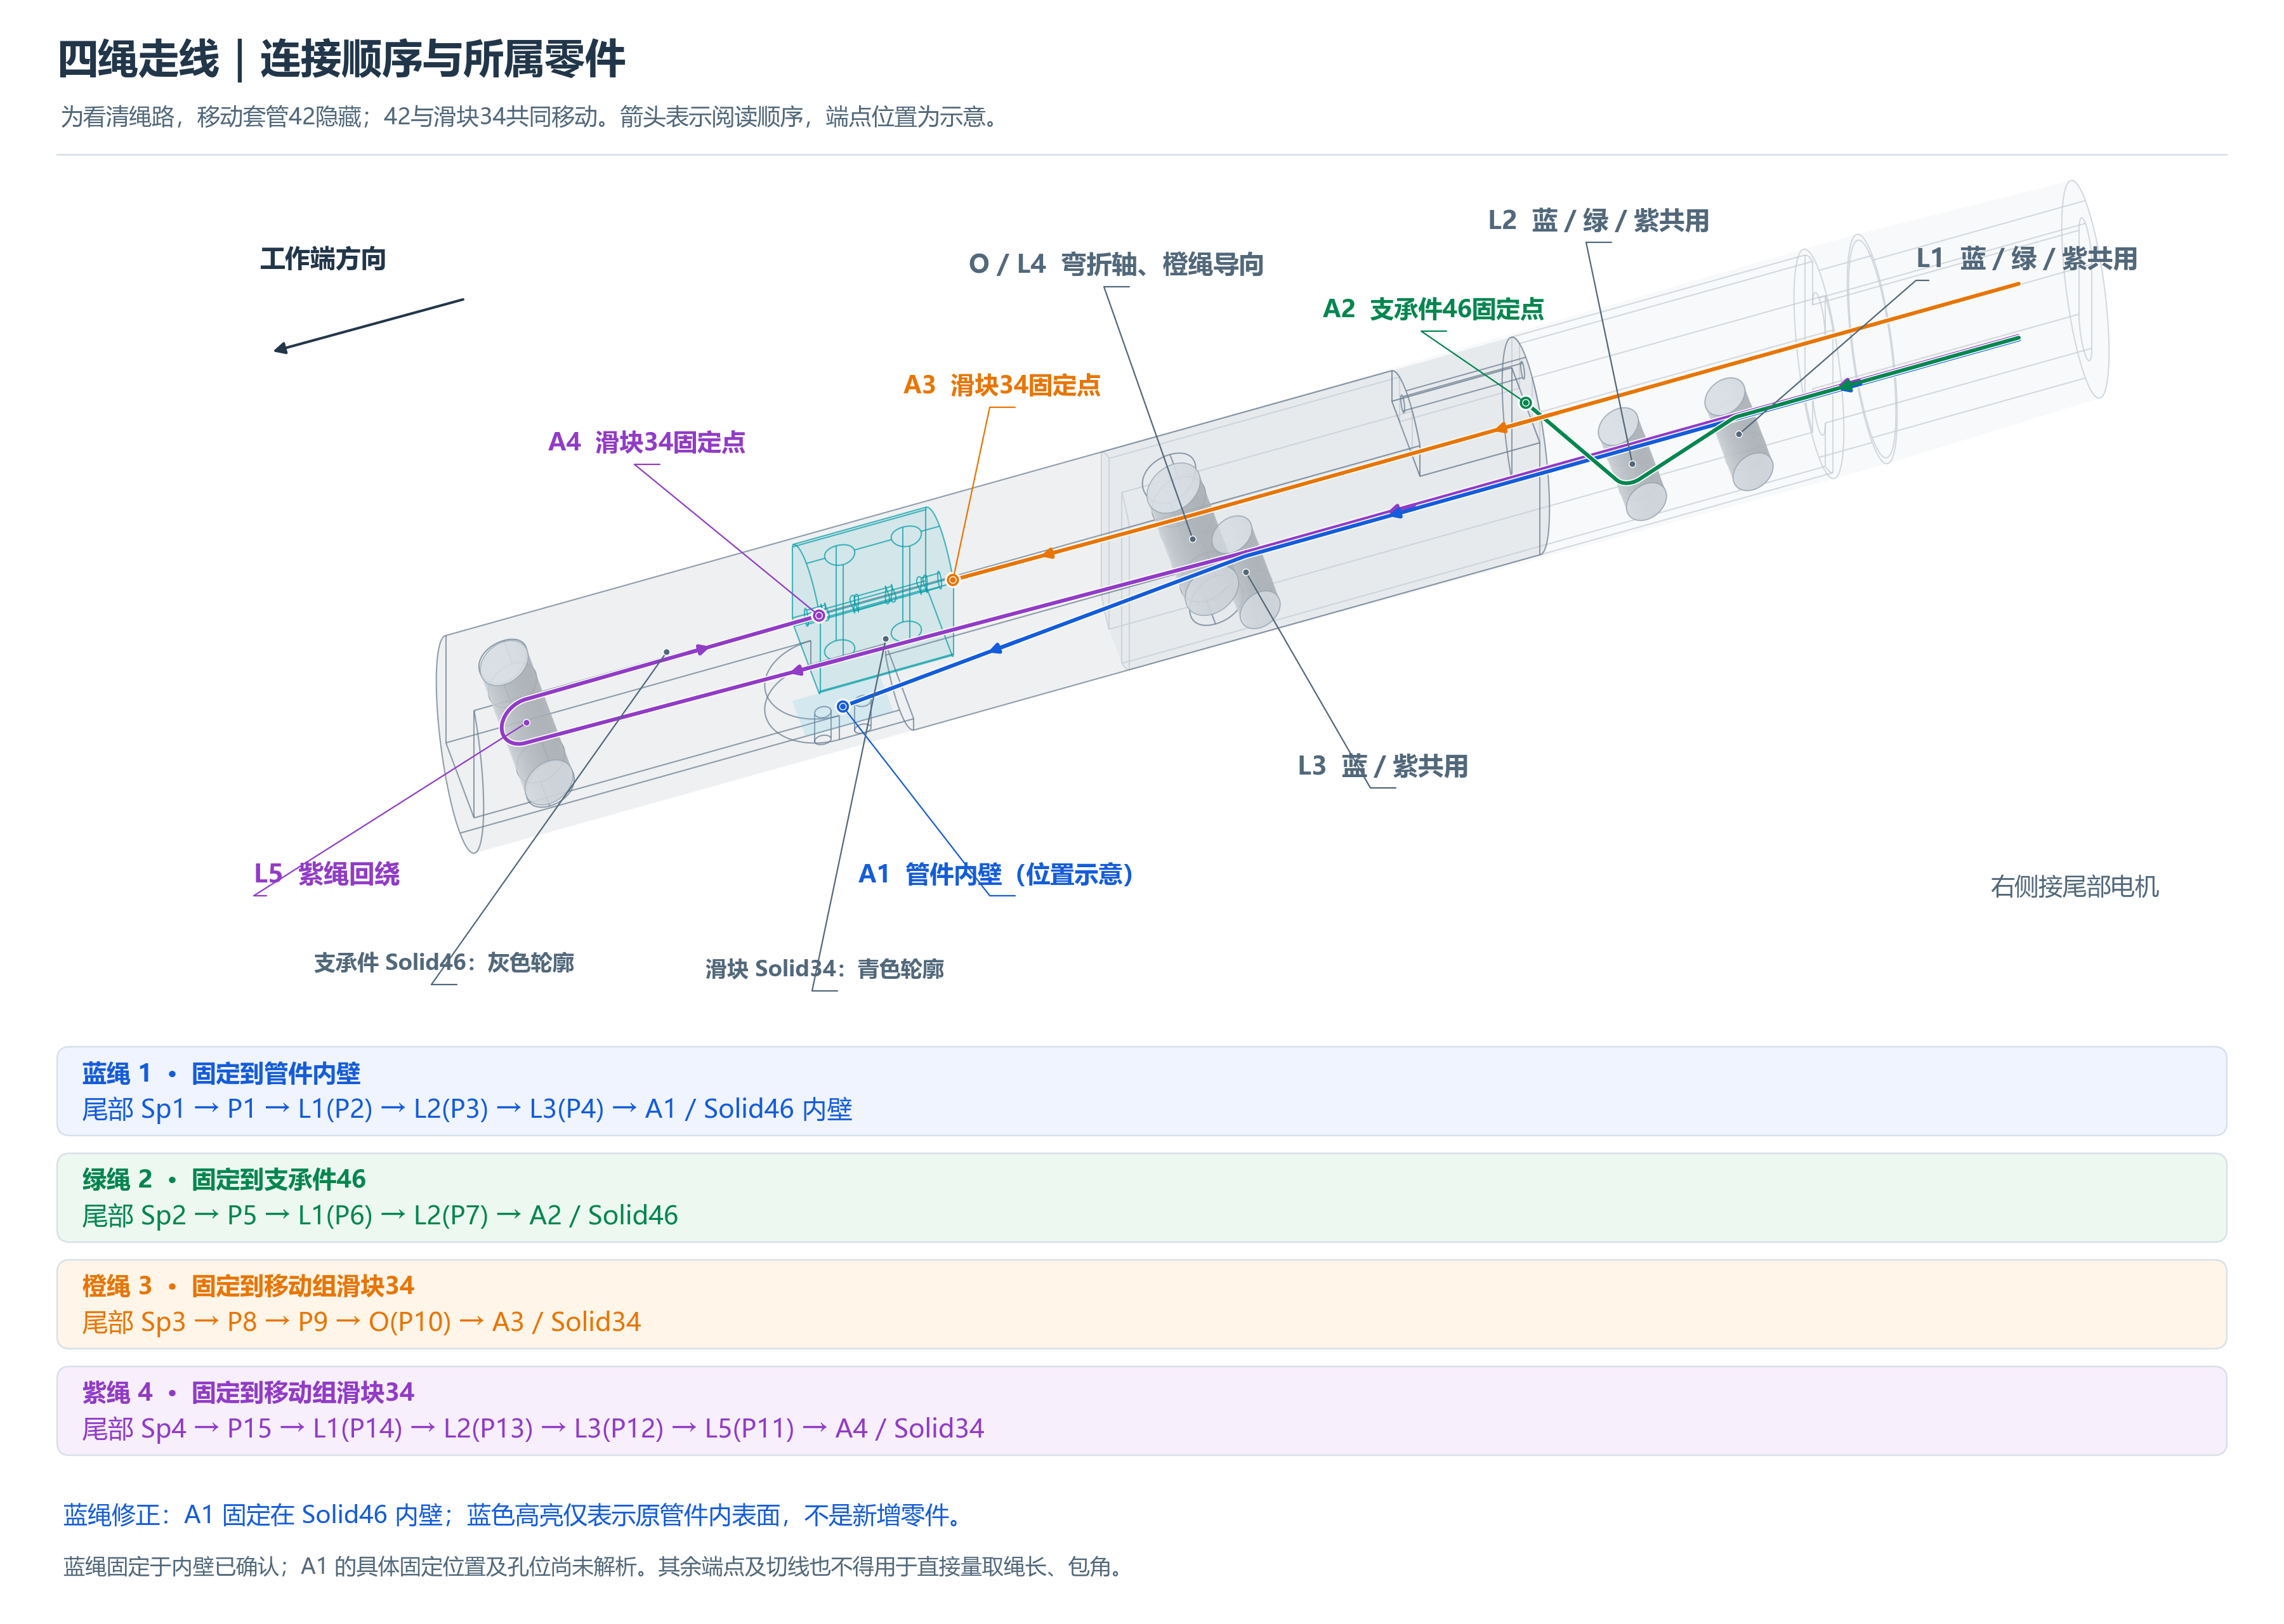 四绳走线｜连接顺序与所属零件
为看清绳路，移动套管42隐藏；42与滑块34共同移动。箭头表示阅读顺序，端点位置为示意。
L2 蓝 / 绿 / 紫共用
工作端方向
O / L4 弯折轴、橙绳导向
L1 蓝 / 绿 / 紫共用
A2 支承件46固定点
A3 滑块34固定点
A4 滑块34固定点
L3 蓝 / 紫共用
L5 紫绳回绕
A1 管件内壁（位置示意）
右侧接尾部电机
支承件 Solid46：灰色轮廓
滑块 Solid34：青色轮廓
蓝绳 1 • 固定到管件内壁
尾部 Sp1 → P1 → L1(P2) → L2(P3) → L3(P4) → A1 / Solid46 内壁
绿绳 2 • 固定到支承件46
尾部 Sp2 → P5 → L1(P6) → L2(P7) → A2 / Solid46
橙绳 3 • 固定到移动组滑块34
尾部 Sp3 → P8 → P9 → O(P10) → A3 / Solid34
紫绳 4 • 固定到移动组滑块34
尾部 Sp4 → P15 → L1(P14) → L2(P13) → L3(P12) → L5(P11) → A4 / Solid34
蓝绳修正：A1 固定在 Solid46 内壁；蓝色高亮仅表示原管件内表面，不是新增零件。
蓝绳固定于内壁已确认；A1 的具体固定位置及孔位尚未解析。其余端点及切线也不得用于直接量取绳长、包角。